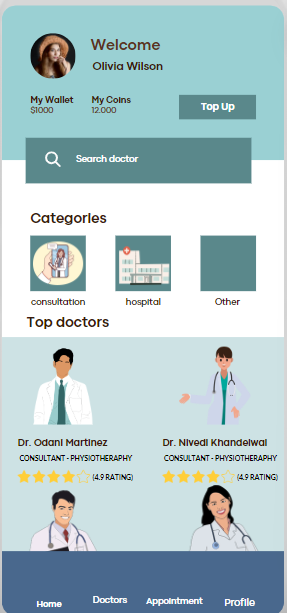 Welcome
Olivia Wilson
My Wallet My Coins
$1000 12.000
Top Up
Search doctor
Categories
consultation hospital Other
Top doctors
Dr. Odani Martinez Dr. Nivedi Khandelwal
CONSULTANT - PHYSIOTHERAPHY CONSULTANT - PHYSIOTHERAPHY
(4.9 RATING) (4.9 RATING)
Home Doctors Appointment Profile